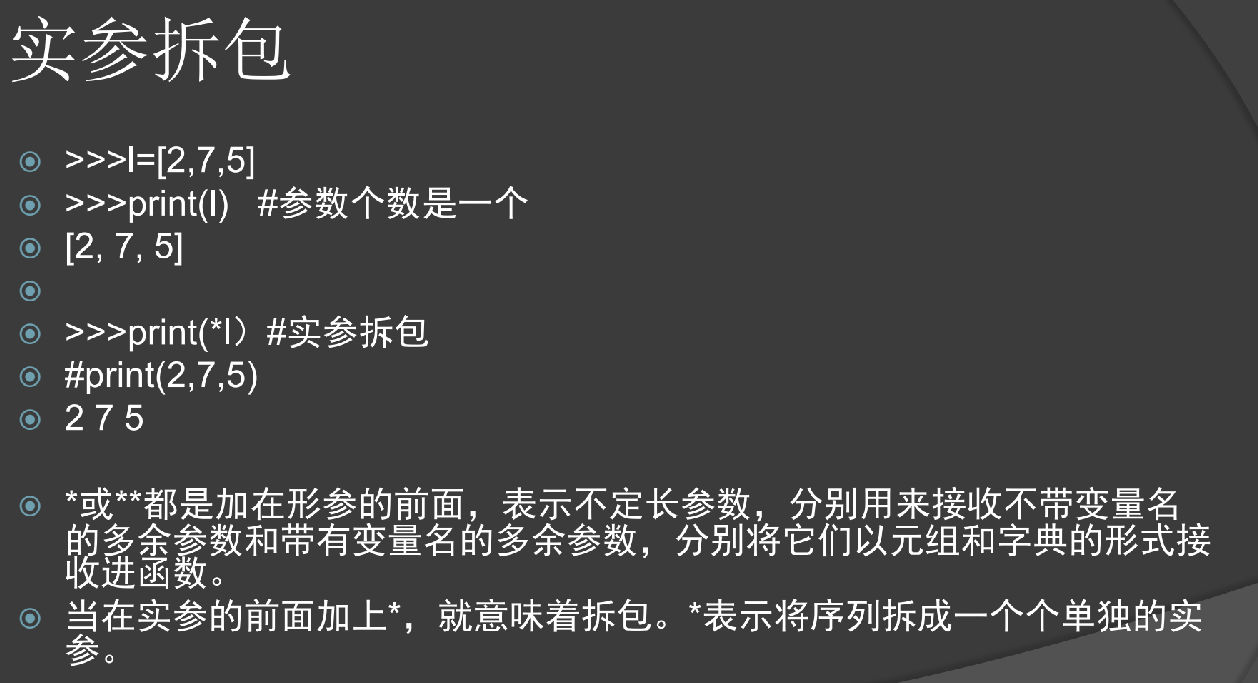 实参拆包
>>>l=[2,7,5]
>>>print(l)   #参数个数是一个
[2, 7, 5]
>>>print(*l）#实参拆包
#print(2,7,5)
2 7 5
*或**都是加在形参的前面，表示不定长参数，分别用来接收不带变量名
的多余参数和带有变量名的多余参数，分别将它们以元组和字典的形式接
收进函数。
当在实参的前面加上*，就意味着拆包。*表示将序列拆成一个个单独的实
参。